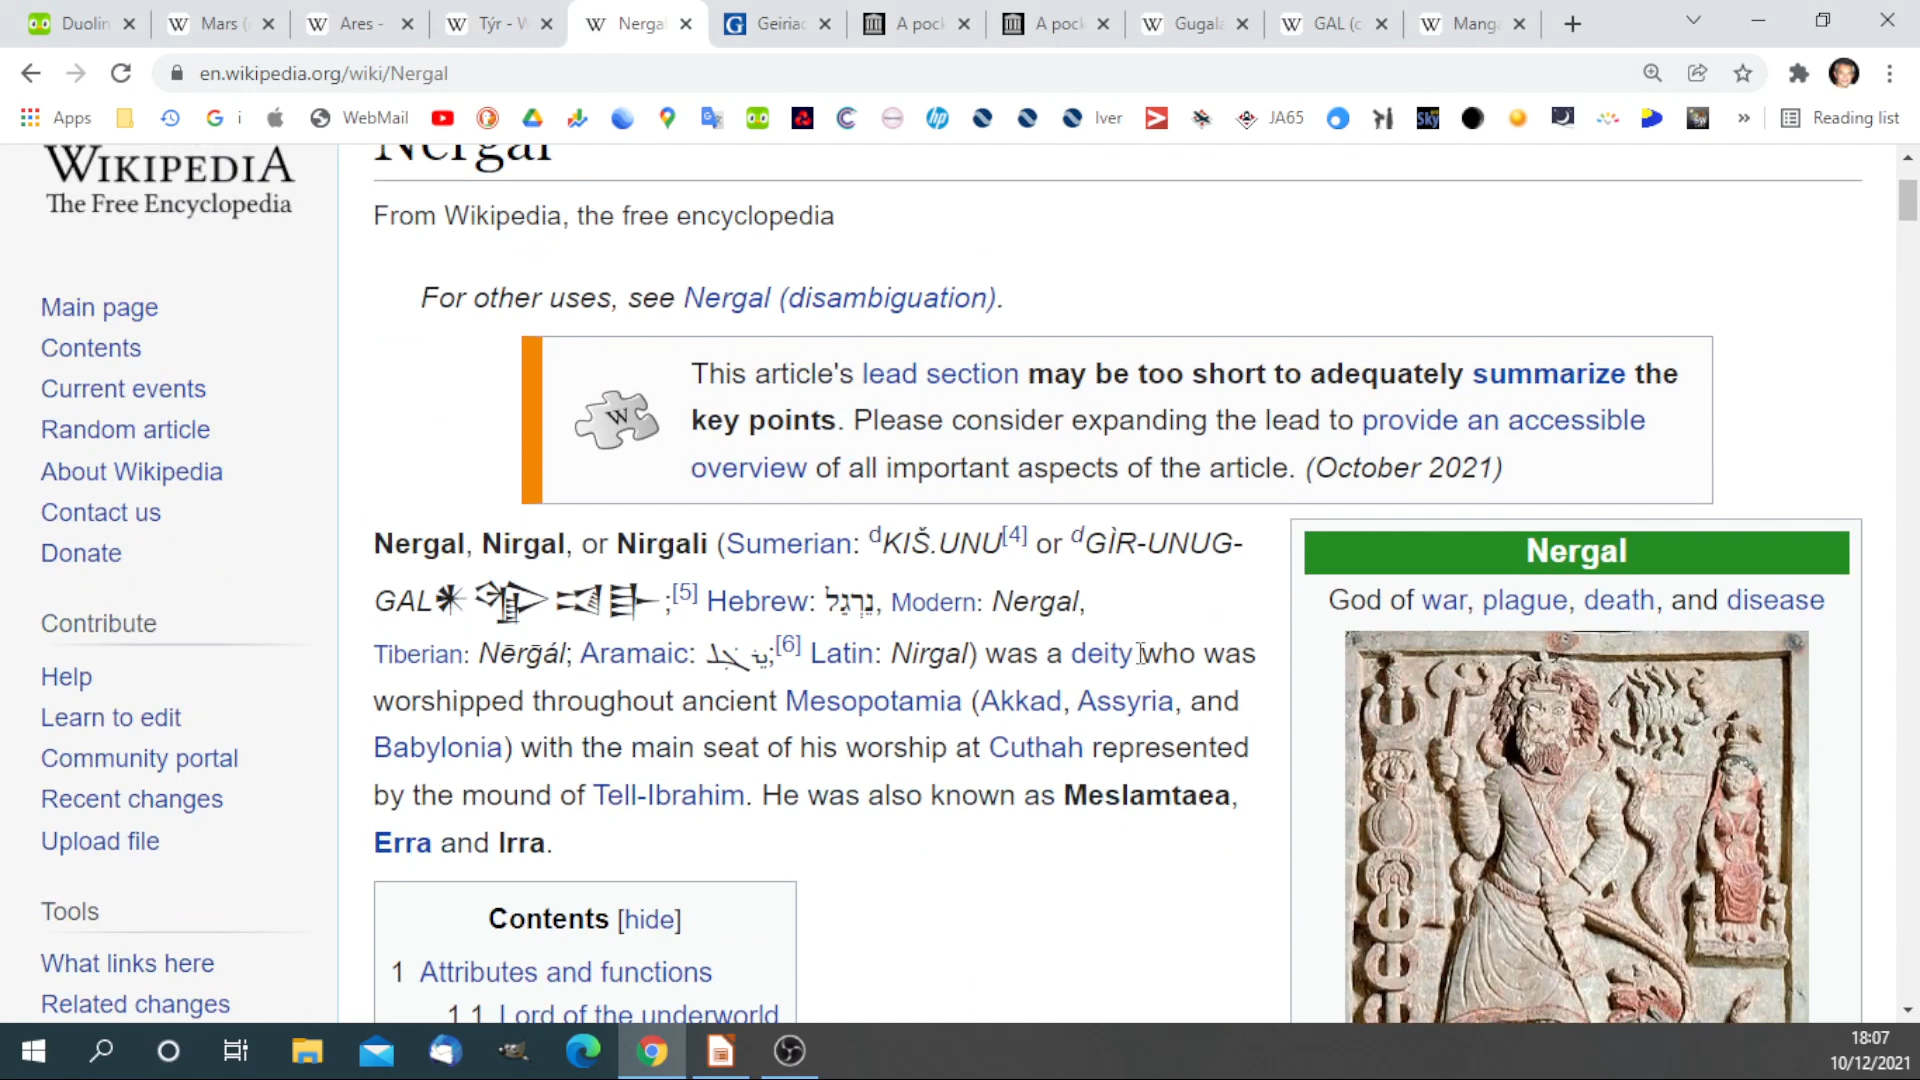 Duolin
Mars (
Ares -
Týr - W
Nergal
Geiriac
A pock
A pock
Gugala
GAL (c
Manga
en.wikipedia.org/wiki/Nergal
Apps
i
WebMail
Iver
JA65
Reading list
WIKIPEDIA
The Free Encyclopedia
Main page
Contents
Current events
Random article
About Wikipedia
Contact us
Donate
Contribute
Help
Learn to edit
Community portal
Recent changes
Upload file
Tools
What links here
Related changes
Nergal
From Wikipedia, the free encyclopedia
For other uses, see Nergal (disambiguation).
This article's lead section may be too short to adequately summarize the
key points. Please consider expanding the lead to provide an accessible
overview of all important aspects of the article. (October 2021)
Nergal, Nirgal, or Nirgali (Sumerian: dKIŠ.UNU[4] or dGÌR-UNUG-
GAL ;[5] Hebrew: נֵרְגַל, Modern: Nergal,
Tiberian: Nērḡál; Aramaic: ;[6] Latin: Nirgal) was a deity who was
worshipped throughout ancient Mesopotamia (Akkad, Assyria, and
Babylonia) with the main seat of his worship at Cuthah represented
by the mound of Tell-Ibrahim. He was also known as Meslamtaea,
Erra and Irra.
Contents [hide]
1 Attributes and functions
1.1 Lord of the underworld
Nergal
God of war, plague, death, and disease
18:07
10/12/2021